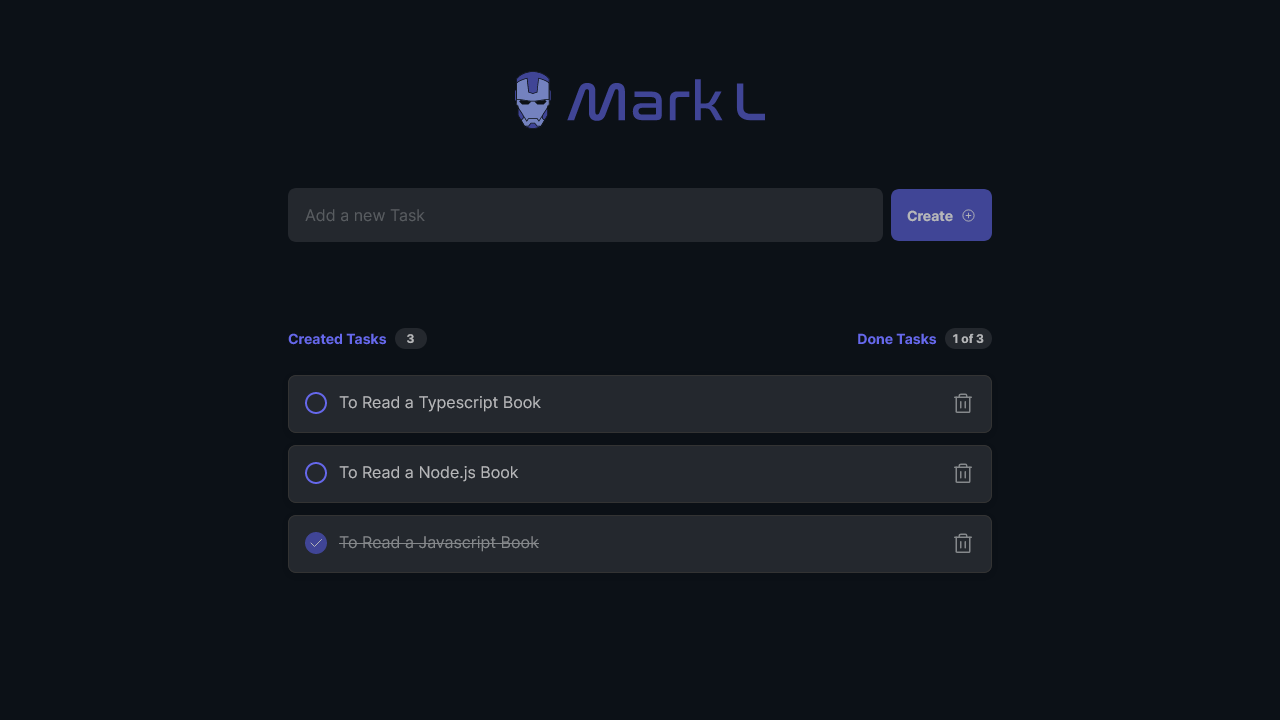 Mark L
Add a new Task
Create
Created Tasks 3
Done Tasks 1 of 3
To Read a Typescript Book
To Read a Node.js Book
To Read a Javascript Book